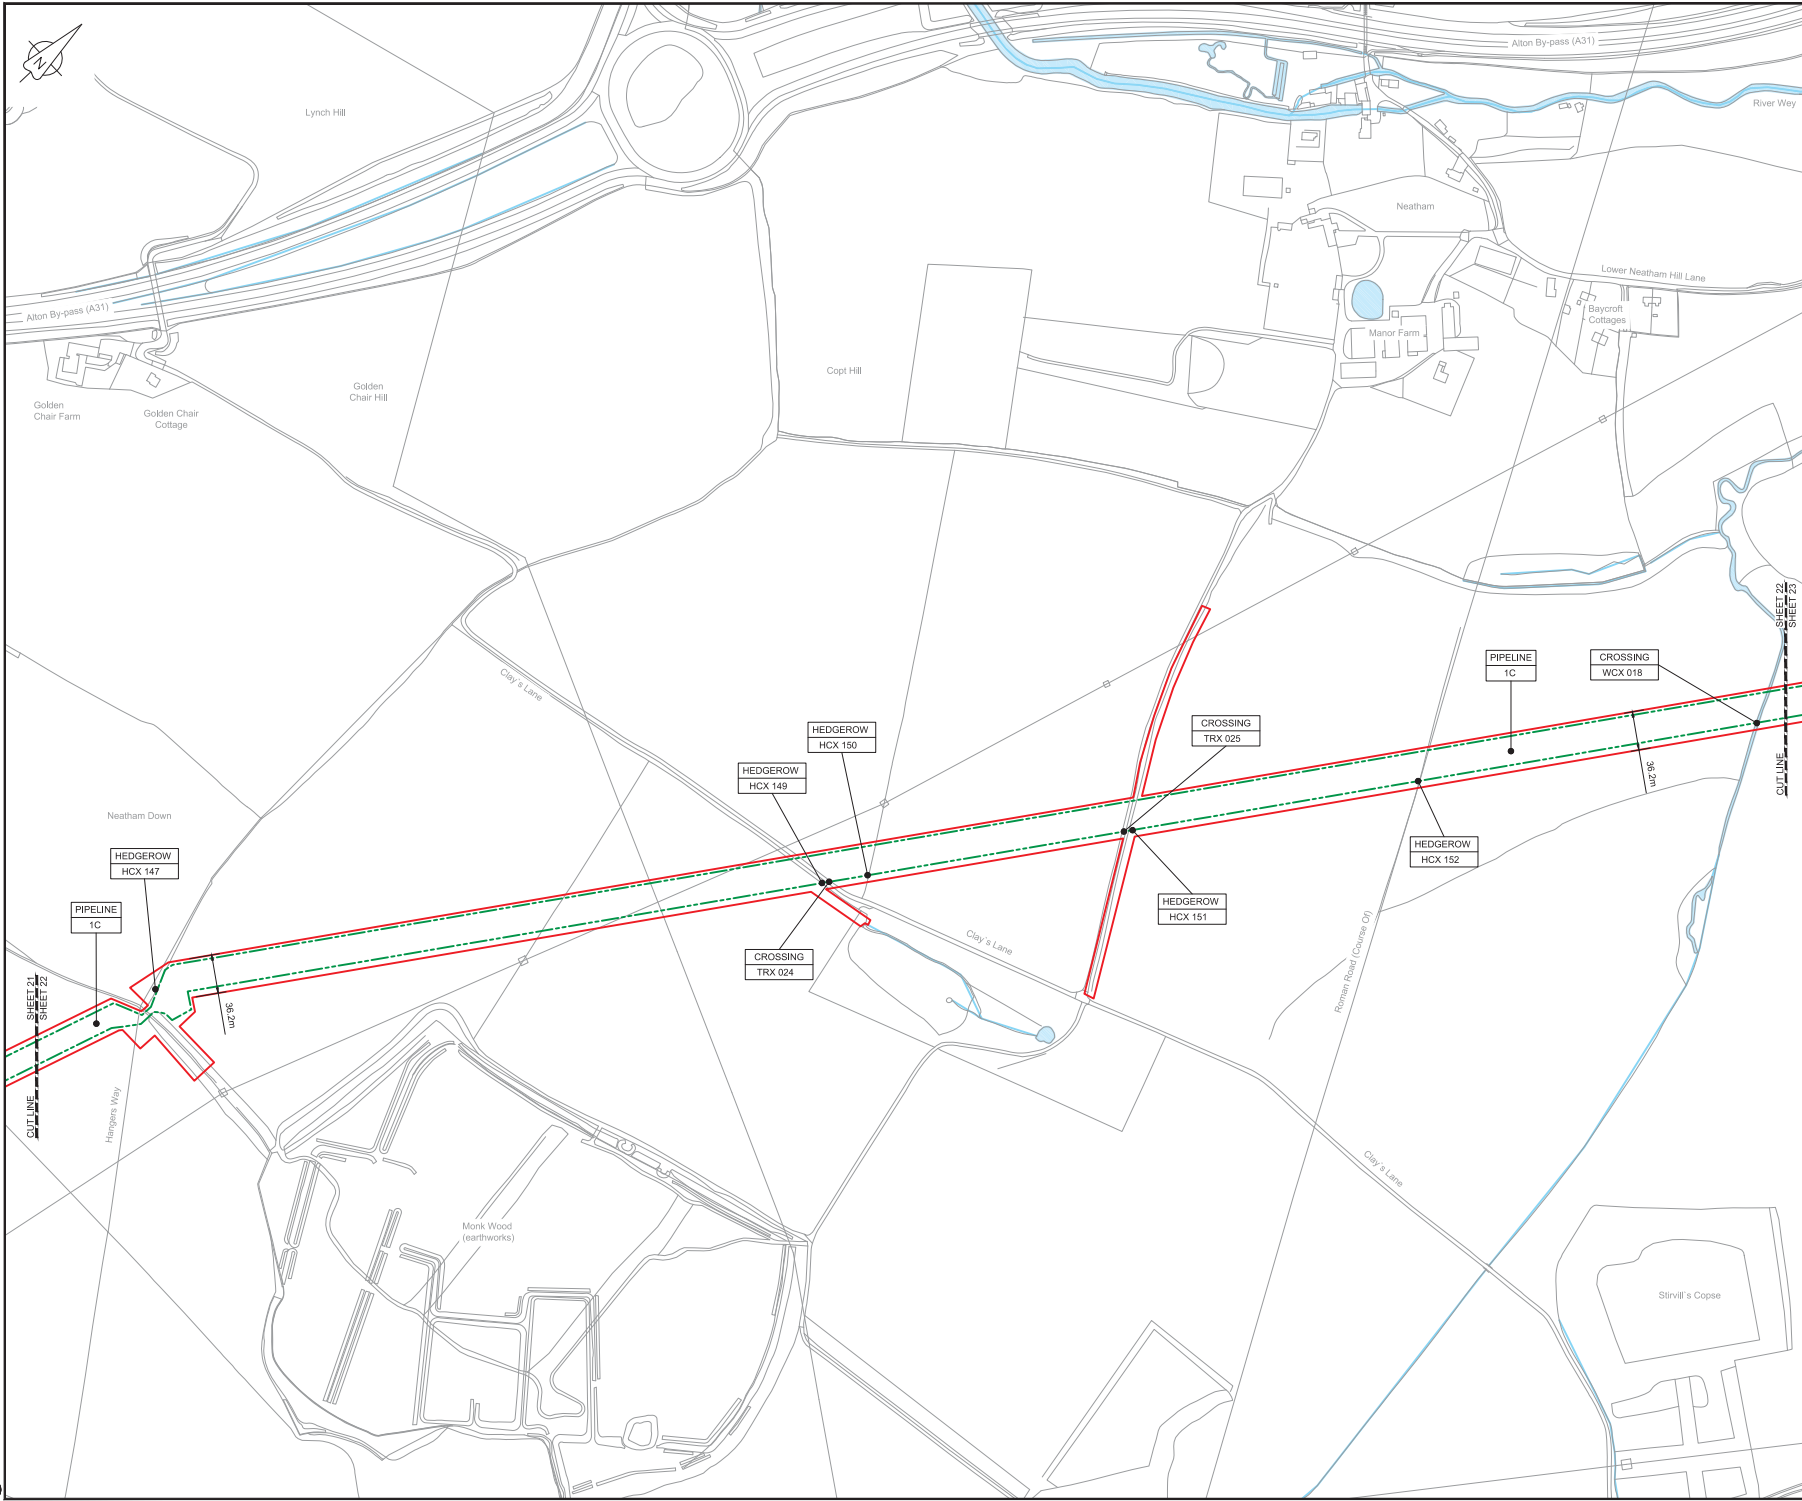 N
Lynch Hill
Alton By-pass (A31)
River Wey
Neatham
Lower Neatham Hill Lane
Baycroft
Cottages
Manor Farm
Alton By-pass (A31)
Golden
Chair Farm
Golden Chair
Cottage
Golden
Chair Hill
Copt Hill
Clay's Lane
SHEET 22
SHEET 23
CUT LINE
PIPELINE
1C
CROSSING
WCX 018
CROSSING
TRX 025
HEDGEROW
HCX 150
HEDGEROW
HCX 149
36.2m
Neatham Down
HEDGEROW
HCX 147
HEDGEROW
HCX 152
HEDGEROW
HCX 151
PIPELINE
1C
CROSSING
TRX 024
Clay's Lane
Roman Road (Course Of)
SHEET 21
SHEET 22
CUT LINE
36.2m
Hangers Way
Clay's Lane
Monk Wood
(earthworks)
Stirvill's Copse